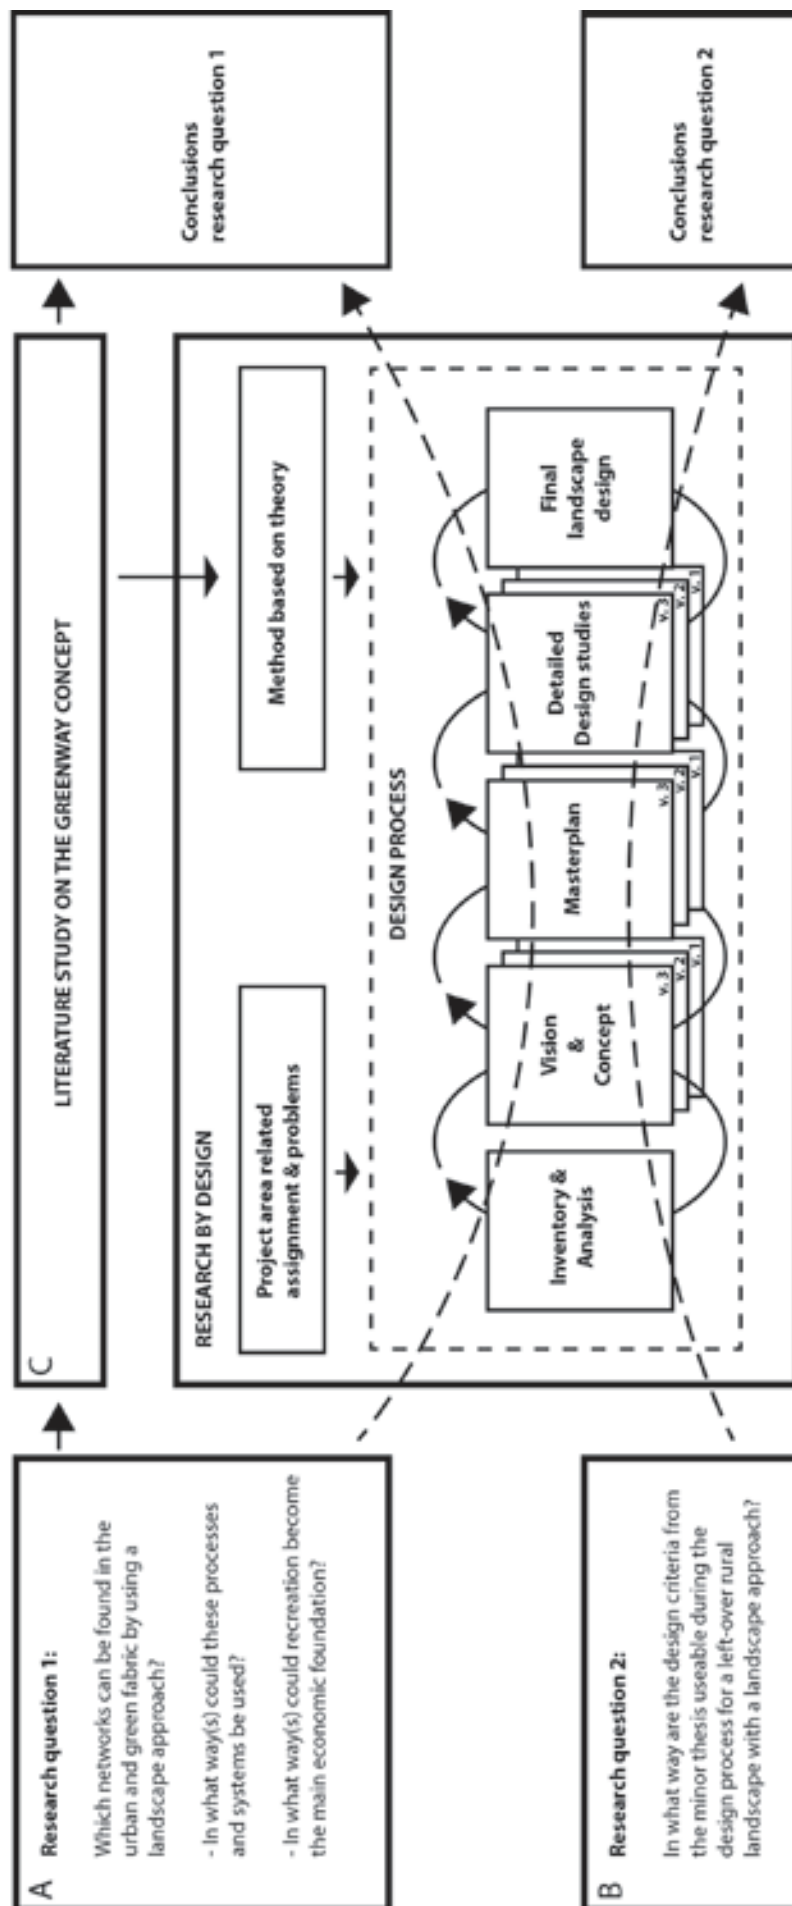 A
Research question 1:
Which networks can be found in the
urban and green fabric by using a
landscape approach?
- In what way(s) could these processes
and systems be used?
- In what way(s) could recreation become
the main economic foundation?
B
Research question 2:
In what way are the design criteria from
the minor thesis useable during the
design process for a left-over rural
landscape with a landscape approach?
C
LITERATURE STUDY ON THE GREENWAY CONCEPT
RESEARCH BY DESIGN
Project area related
assignment & problems
Method based on theory
DESIGN PROCESS
Inventory &
Analysis
Vision
&
Concept
v. 3
v. 2
v. 1
Masterplan
v. 3
v. 2
v. 1
Detailed
Design studies
v. 3
v. 2
v. 1
Final
landscape
design
Conclusions
research question 1
Conclusions
research question 2